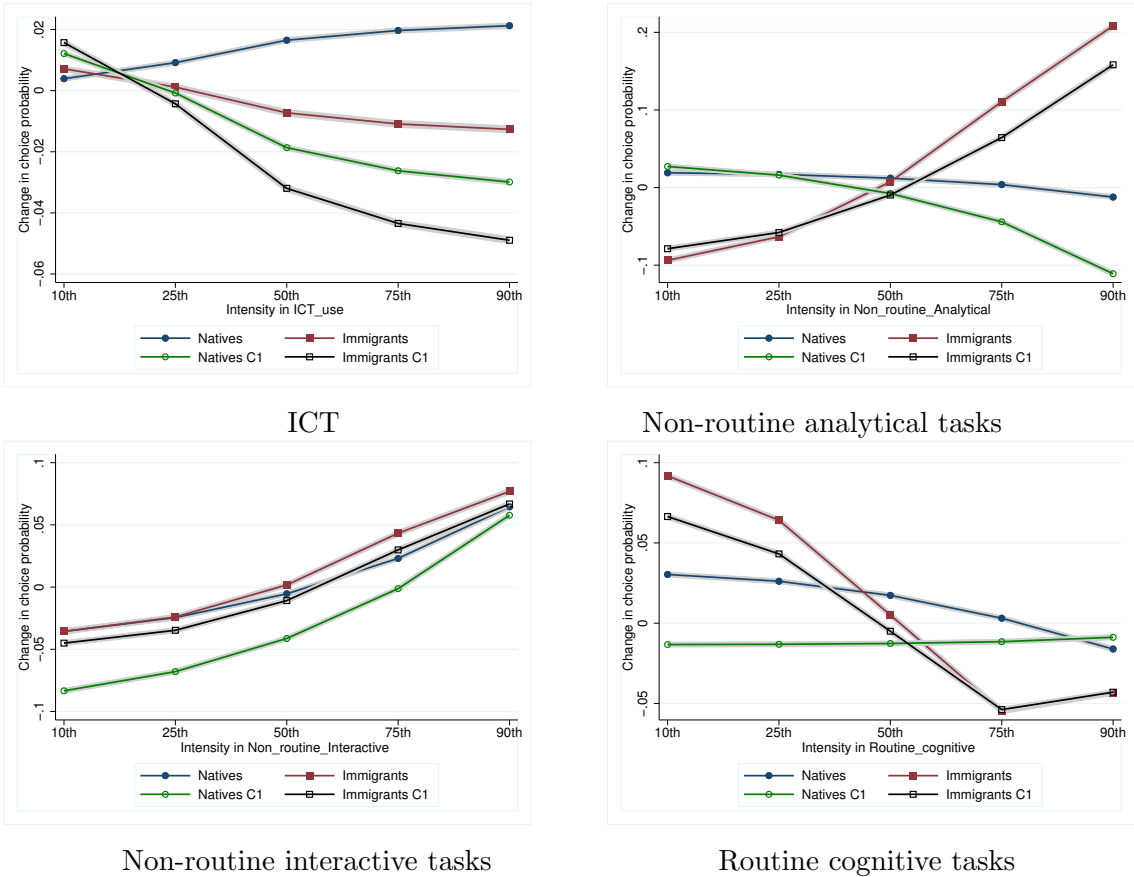 Change in choice probability
.02
0
-.02
-.04
-.06
10th 25th 50th 75th 90th
Intensity in ICT_use
Natives Immigrants
Natives C1 Immigrants C1
ICT
Change in choice probability
.2
.1
0
-.1
10th 25th 50th 75th 90th
Intensity in Non_routine_Analytical
Natives Immigrants
Natives C1 Immigrants C1
Non-routine analytical tasks
Change in choice probability
.1
.05
0
-.05
-.1
10th 25th 50th 75th 90th
Intensity in Non_routine_Interactive
Natives Immigrants
Natives C1 Immigrants C1
Non-routine interactive tasks
Change in choice probability
.1
.05
0
-.05
10th 25th 50th 75th 90th
Intensity in Routine_cognitive
Natives Immigrants
Natives C1 Immigrants C1
Routine cognitive tasks